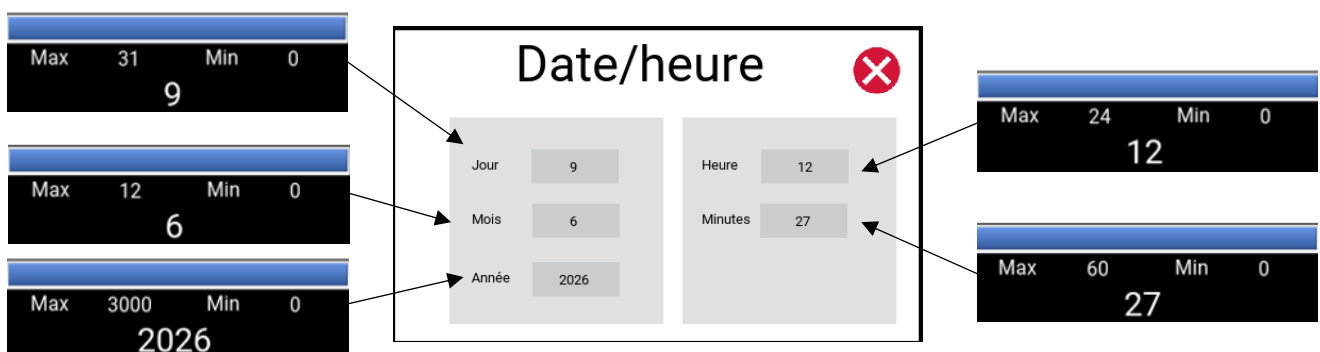 Max 31 Min 0
9
Max 12 Min 0
6
Max 3000 Min 0
2026
Date/heure
Jour 9
Mois 6
Année 2026
Heure 12
Minutes 27
Max 24 Min 0
12
Max 60 Min 0
27